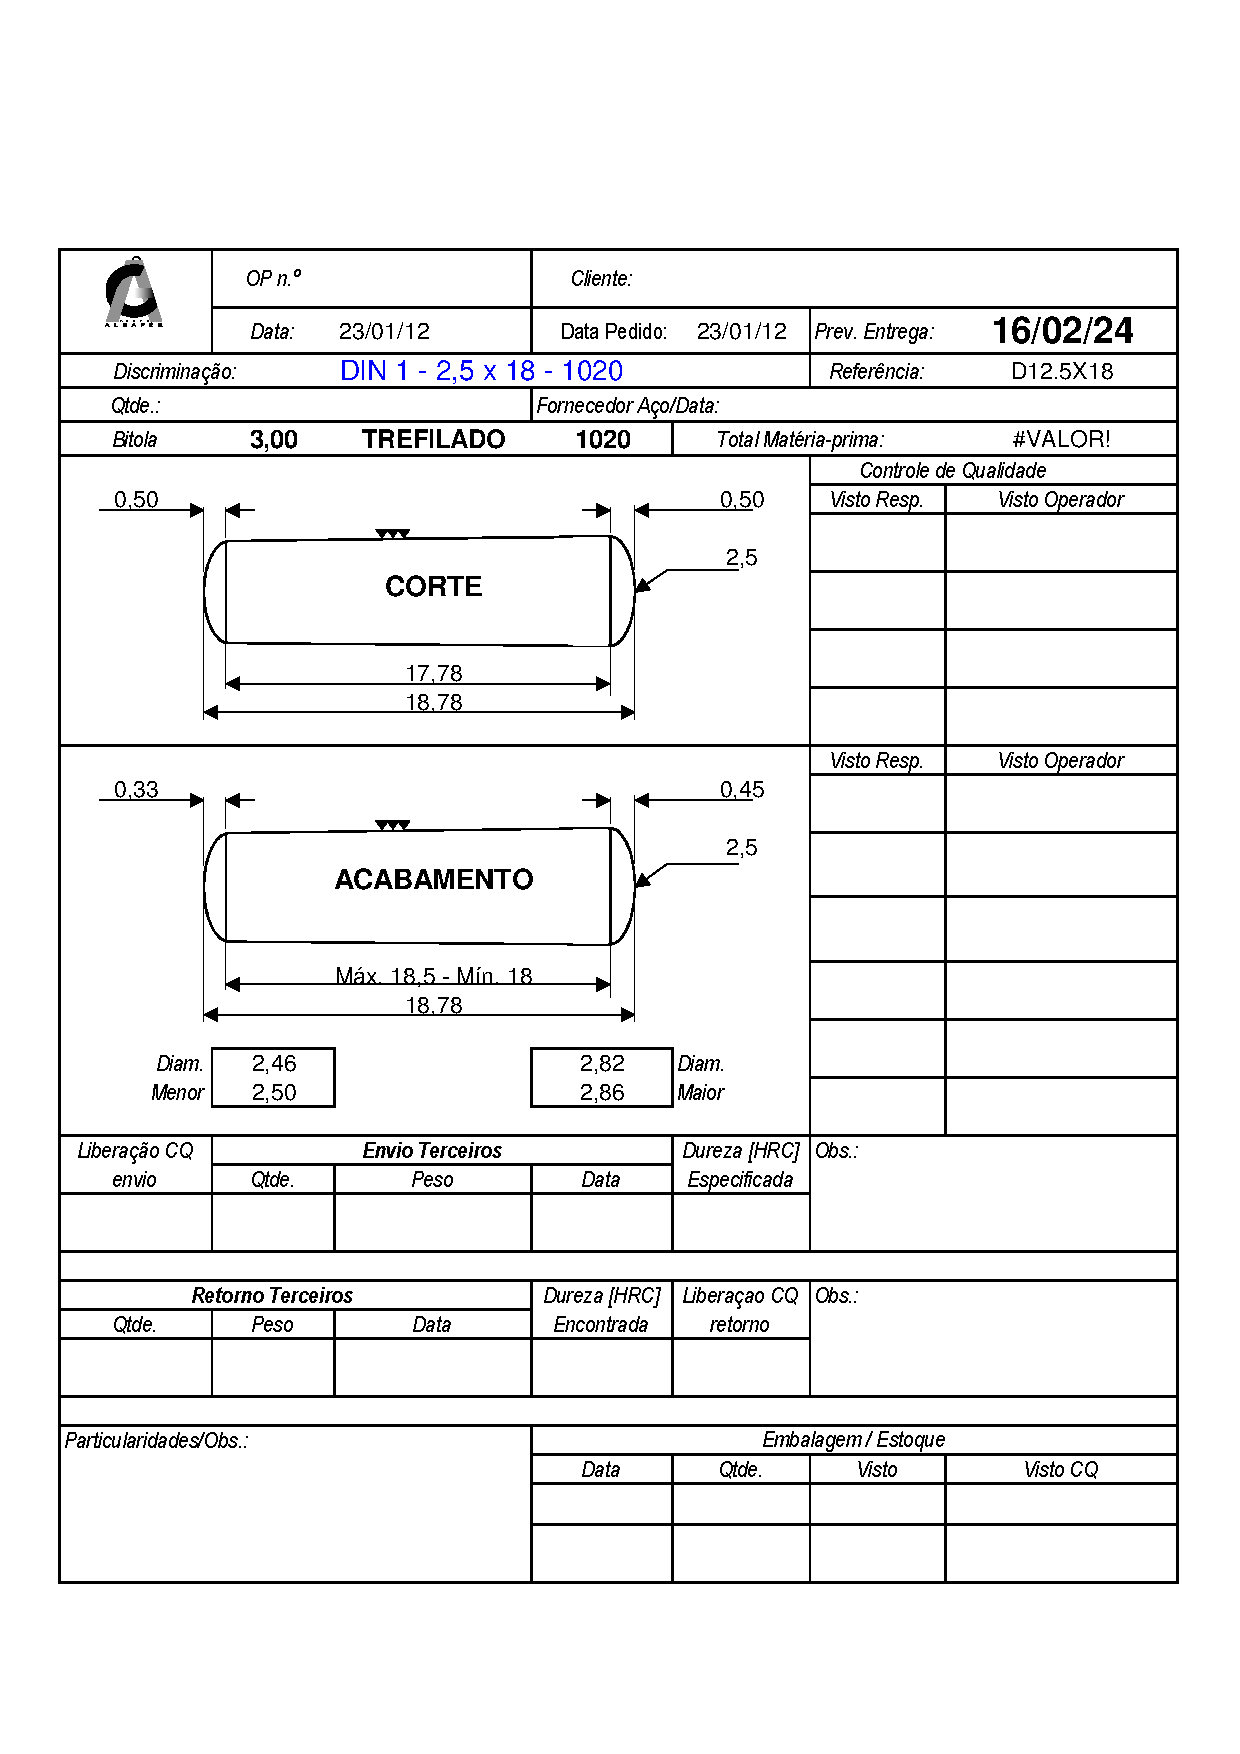 ALBAPER
OP n.º Cliente:
Data: 23/01/12 Data Pedido: 23/01/12 Prev. Entrega: 16/02/24
Discriminação: DIN 1 - 2,5 x 18 - 1020 Referência: D12.5X18
Qtde.: Fornecedor Aço/Data:
Bitola 3,00 TREFILADO 1020 Total Matéria-prima: #VALOR!
Controle de Qualidade
0,50 0,50 Visto Resp. Visto Operador
2,5
CORTE
17,78
18,78
Visto Resp. Visto Operador
0,33 0,45
2,5
ACABAMENTO
Máx. 18,5 - Mín. 18
18,78
Diam. 2,46 2,82 Diam.
Menor 2,50 2,86 Maior
Liberação CQ Envio Terceiros Dureza [HRC] Obs.:
envio Qtde. Peso Data Especificada
Retorno Terceiros Dureza [HRC] Liberaçao CQ Obs.:
Qtde. Peso Data Encontrada retorno
Particularidades/Obs.: Embalagem / Estoque
Data Qtde. Visto Visto CQ